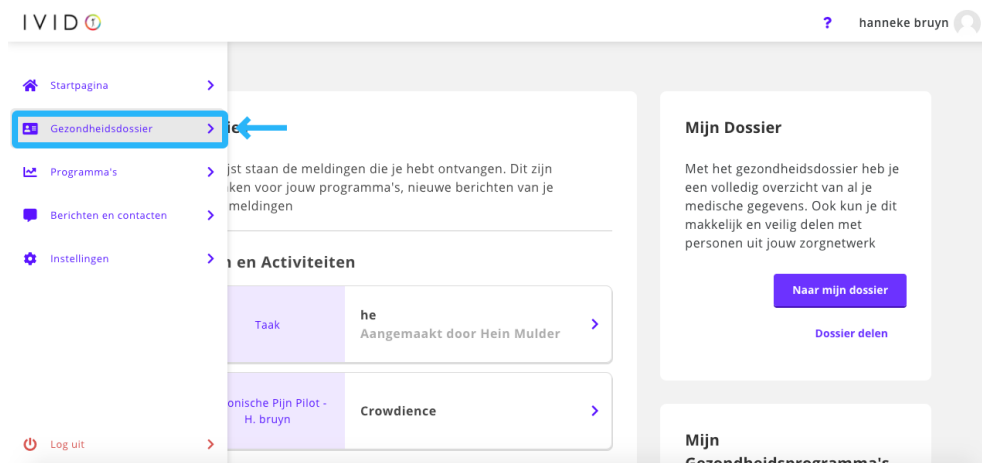 IVIDO
? hanneke bruyn
Startpagina
Gezondheidsdossier
Programma's
Berichten en contacten
Instellingen
Log uit
jst staan de meldingen die je hebt ontvangen. Dit zijn
ken voor jouw programma's, nieuwe berichten van je
meldingen
en Activiteiten
Taak
he
Aangemaakt door Hein Mulder
onische Pijn Pilot -
H. bruyn
Crowdience
Mijn Dossier
Met het gezondheidsdossier heb je
een volledig overzicht van al je
medische gegevens. Ook kun je dit
makkelijk en veilig delen met
personen uit jouw zorgnetwerk
Naar mijn dossier
Dossier delen
Mijn
Gezondheidsprogramma's